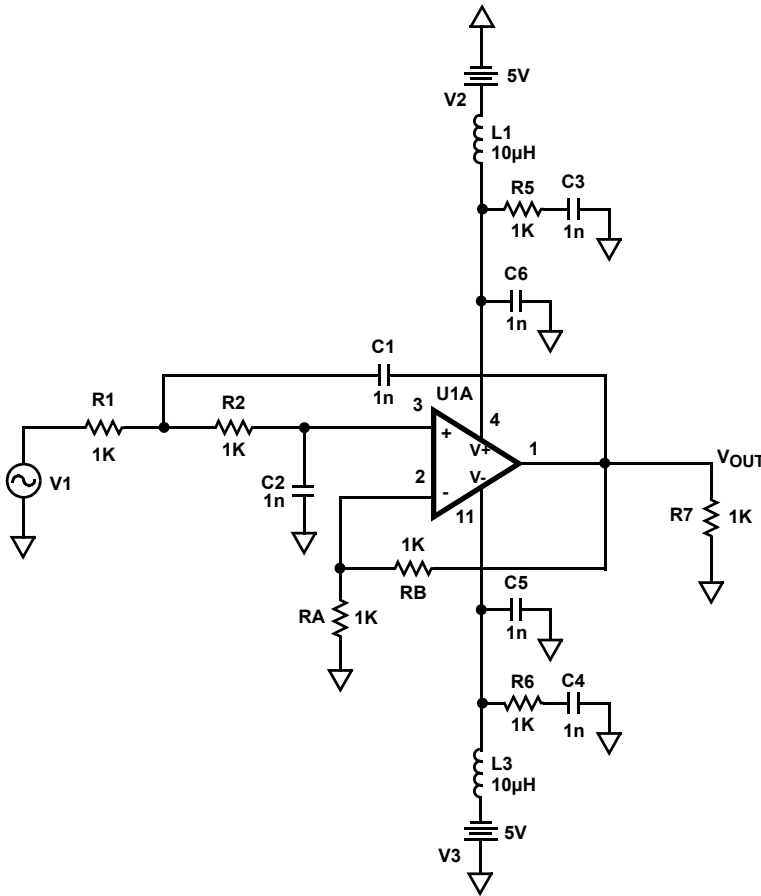 5V
V2
L1
10µH
R5
C3
1K
1n
C6
1n
C1
1n
U1A
R1
1K
R2
1K
3
4
+
V+
1
VOUT
V1
C2
1n
2
-
V-
11
R7
1K
1K
RB
RA
1K
C5
1n
R6
C4
1K
1n
L3
10µH
5V
V3